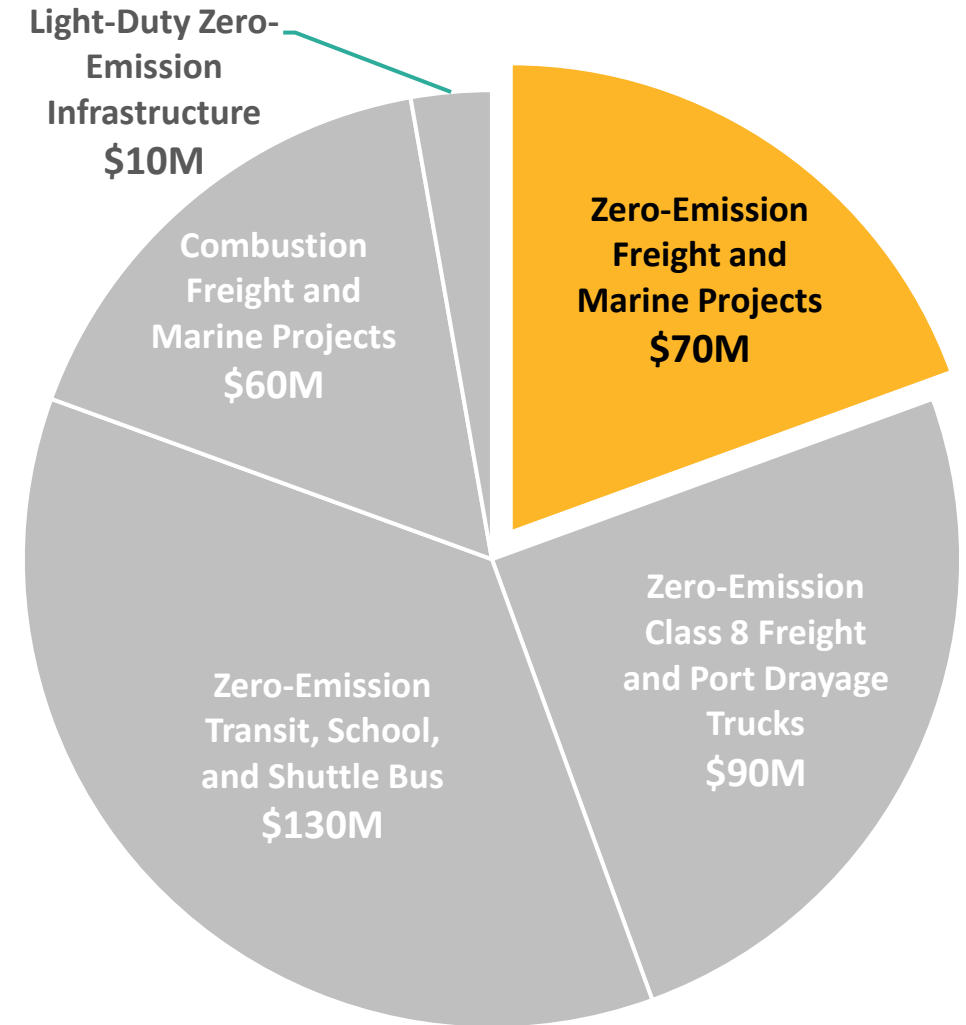 Light-Duty Zero-
Emission
Infrastructure
$10M
Zero-Emission
Freight and
Marine Projects
$70M
Combustion
Freight and
Marine Projects
$60M
Zero-Emission
Class 8 Freight
and Port Drayage
Trucks
$90M
Zero-Emission
Transit, School,
and Shuttle Bus
$130M